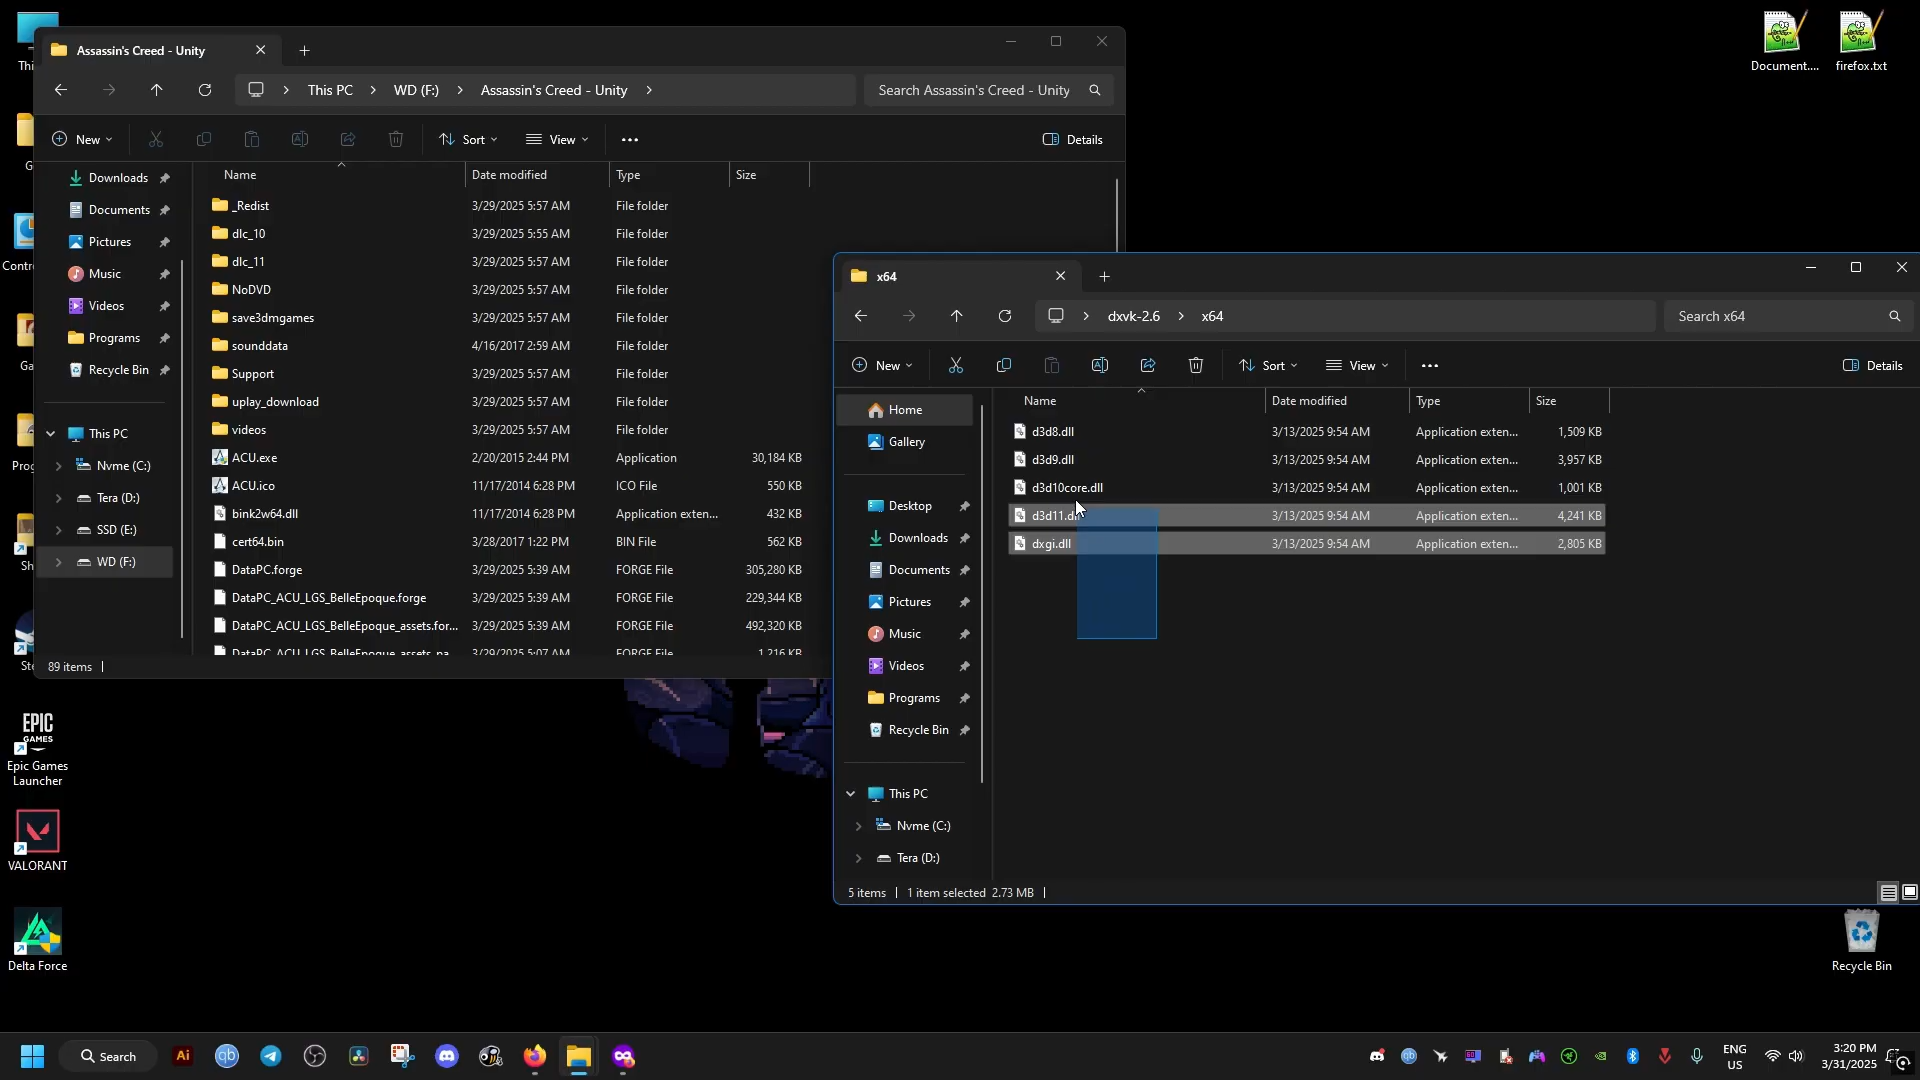 Assassin's Creed - Unity
This PC
WD (F:)
Assassin's Creed - Unity
Search Assassin's Creed - Unity
New
Sort
View
Details
Downloads
Documents
Pictures
Music
Videos
Programs
Recycle Bin
This PC
Nvme (C:)
Tera (D:)
SSD (E:)
WD (F:)
Name Date modified Type Size
_Redist 3/29/2025 5:57 AM File folder
dlc_10 3/29/2025 5:55 AM File folder
dlc_11 3/29/2025 5:57 AM File folder
NoDVD 3/29/2025 5:57 AM File folder
save3dmgames 3/29/2025 5:57 AM File folder
sounddata 4/16/2017 2:59 AM File folder
Support 3/29/2025 5:57 AM File folder
uplay_download 3/29/2025 5:57 AM File folder
videos 3/29/2025 5:57 AM File folder
ACU.exe 2/20/2015 2:44 PM Application 30,184 KB
ACU.ico 11/17/2014 6:28 PM ICO File 550 KB
bink2w64.dll 11/17/2014 6:28 PM Application exten... 432 KB
cert64.bin 3/28/2017 1:22 PM BIN File 562 KB
DataPC.forge 3/29/2025 5:39 AM FORGE File 305,280 KB
DataPC_ACU_LGS_BelleEpoque.forge 3/29/2025 5:39 AM FORGE File 229,344 KB
DataPC_ACU_LGS_BelleEpoque_assets.for... 3/29/2025 5:39 AM FORGE File 492,320 KB
DataPC_ACU_LGS_BelleEpoque_assets_pa... 3/29/2025 5:07 AM FORGE File 1,216 KB
89 items
x64
dxvk-2.6
x64
Search x64
New
Sort
View
Details
Home
Gallery
Desktop
Downloads
Documents
Pictures
Music
Videos
Programs
Recycle Bin
This PC
Nvme (C:)
Tera (D:)
Name Date modified Type Size
d3d8.dll 3/13/2025 9:54 AM Application exten... 1,509 KB
d3d9.dll 3/13/2025 9:54 AM Application exten... 3,957 KB
d3d10core.dll 3/13/2025 9:54 AM Application exten... 1,001 KB
d3d11.dll 3/13/2025 9:54 AM Application exten... 4,241 KB
dxgi.dll 3/13/2025 9:54 AM Application exten... 2,805 KB
5 items 1 item selected 2.73 MB
Document....
firefox.txt
EPIC
GAMES
Epic Games
Launcher
VALORANT
Delta Force
Recycle Bin
Search
Ai
qb
ENG
US
3:20 PM
3/31/2025